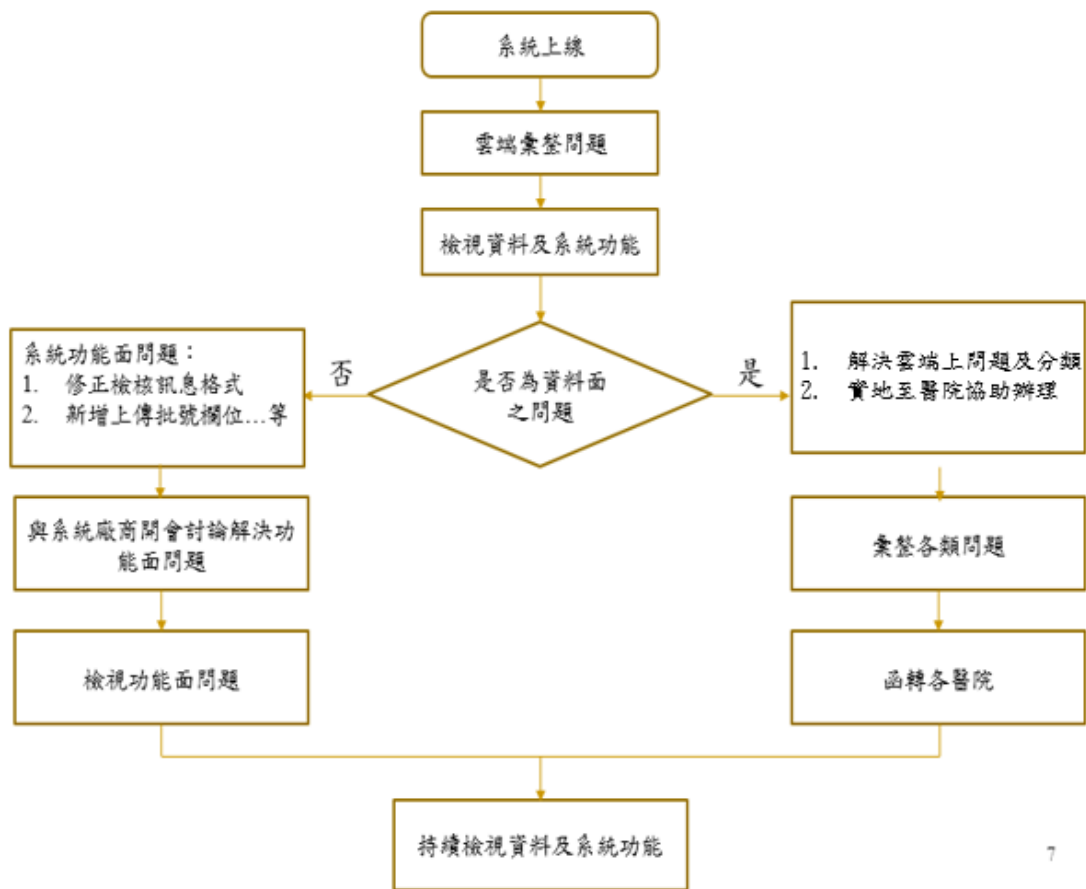 系統上線
雲端彙整問題
檢視資料及系統功能
是否為資料面
之問題
否
是
系統功能面問題：
1. 修正檢核訊息格式
2. 新增上傳批號欄位…等
與系統廠商開會討論解決功
能面問題
檢視功能面問題
1. 解決雲端上問題及分類
2. 實地至醫院協助辦理
彙整各類問題
函轉各醫院
持續檢視資料及系統功能
7